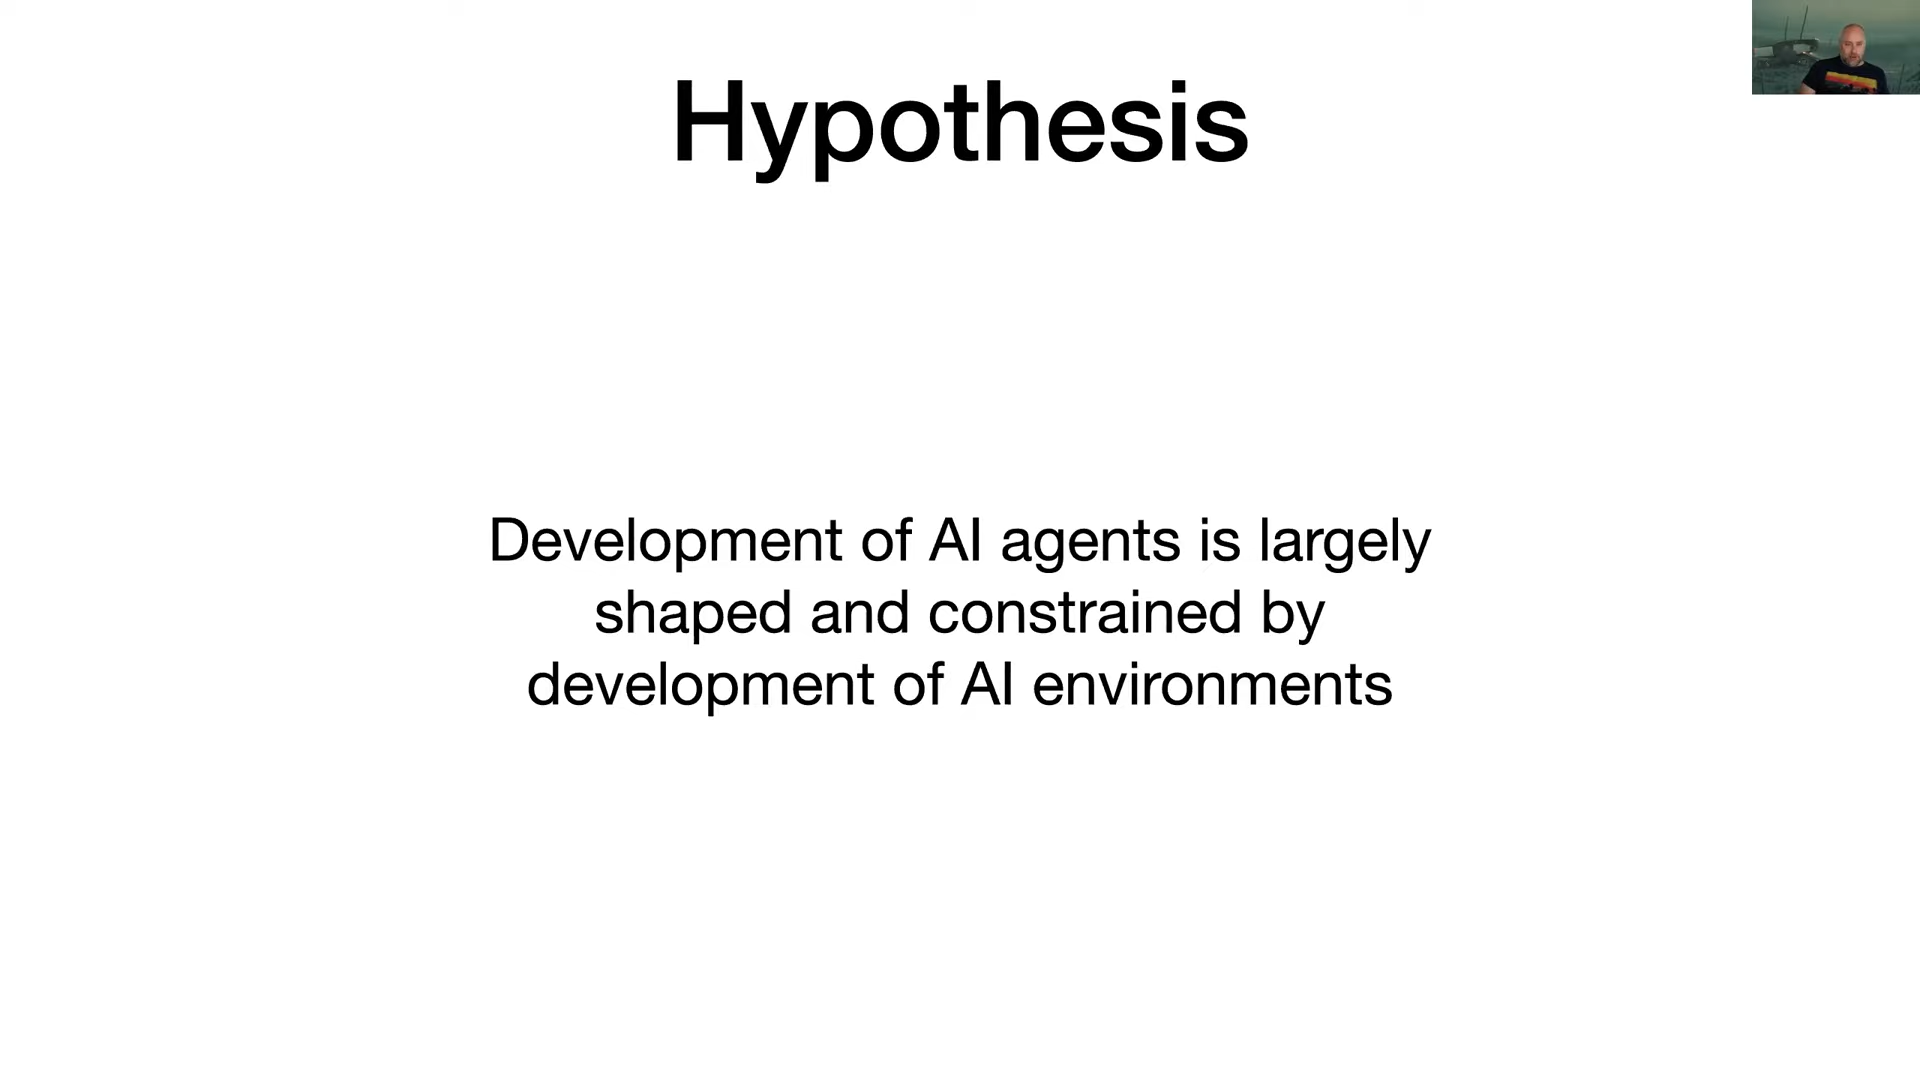 Hypothesis
Development of AI agents is largely
shaped and constrained by
development of AI environments